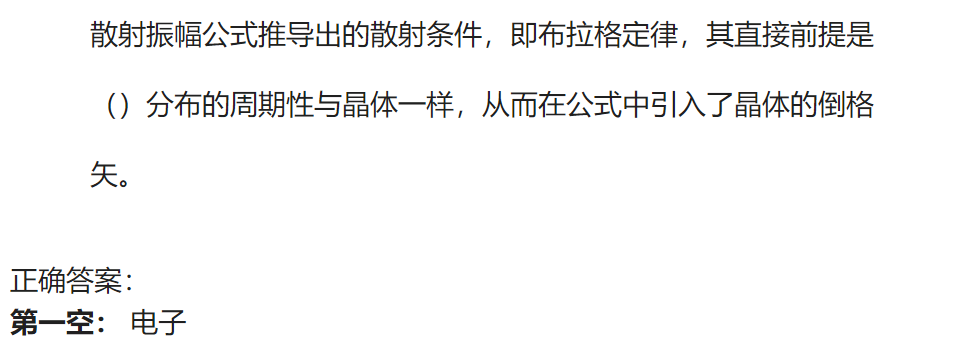 散射振幅公式推导出的散射条件，即布拉格定律，其直接前提是
（）分布的周期性与晶体一样，从而在公式中引入了晶体的倒格
矢。
正确答案：
第一空： 电子